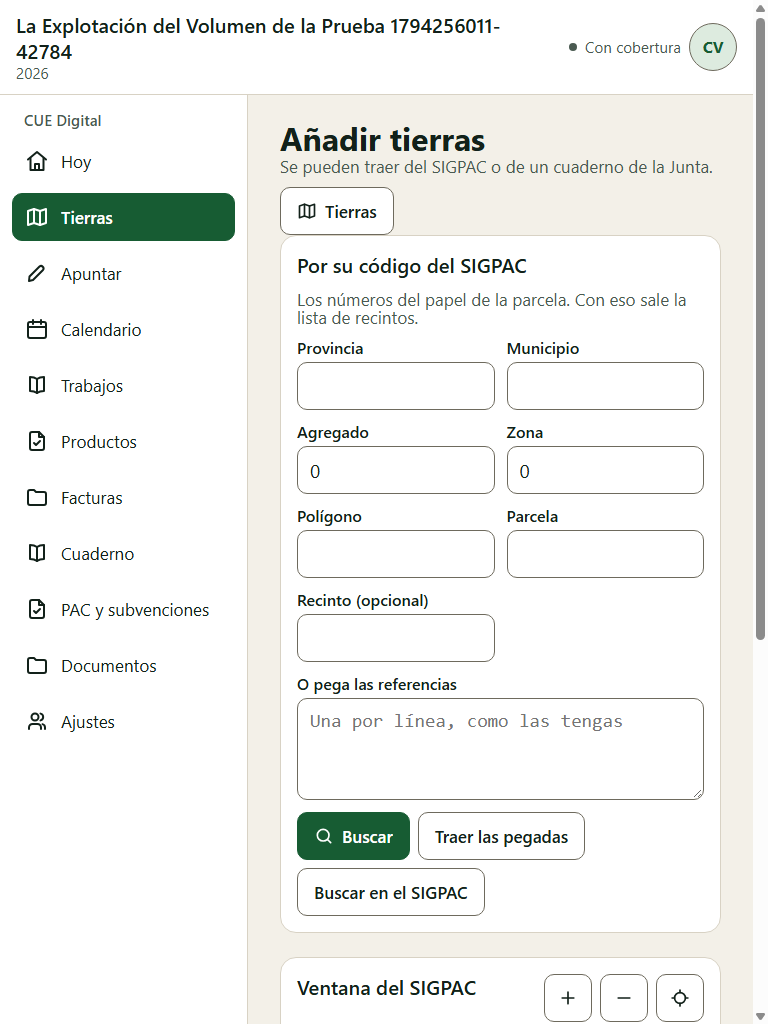 La Explotación del Volumen de la Prueba 1794256011-
42784
2026
Con cobertura
CV
CUE Digital
Hoy
Tierras
Apuntar
Calendario
Trabajos
Productos
Facturas
Cuaderno
PAC y subvenciones
Documentos
Ajustes
Añadir tierras
Se pueden traer del SIGPAC o de un cuaderno de la Junta.
Tierras
Por su código del SIGPAC
Los números del papel de la parcela. Con eso sale la
lista de recintos.
Provincia
Municipio
Agregado
Zona
0
0
Polígono
Parcela
Recinto (opcional)
O pega las referencias
Una por línea, como las tengas
Buscar
Traer las pegadas
Buscar en el SIGPAC
Ventana del SIGPAC